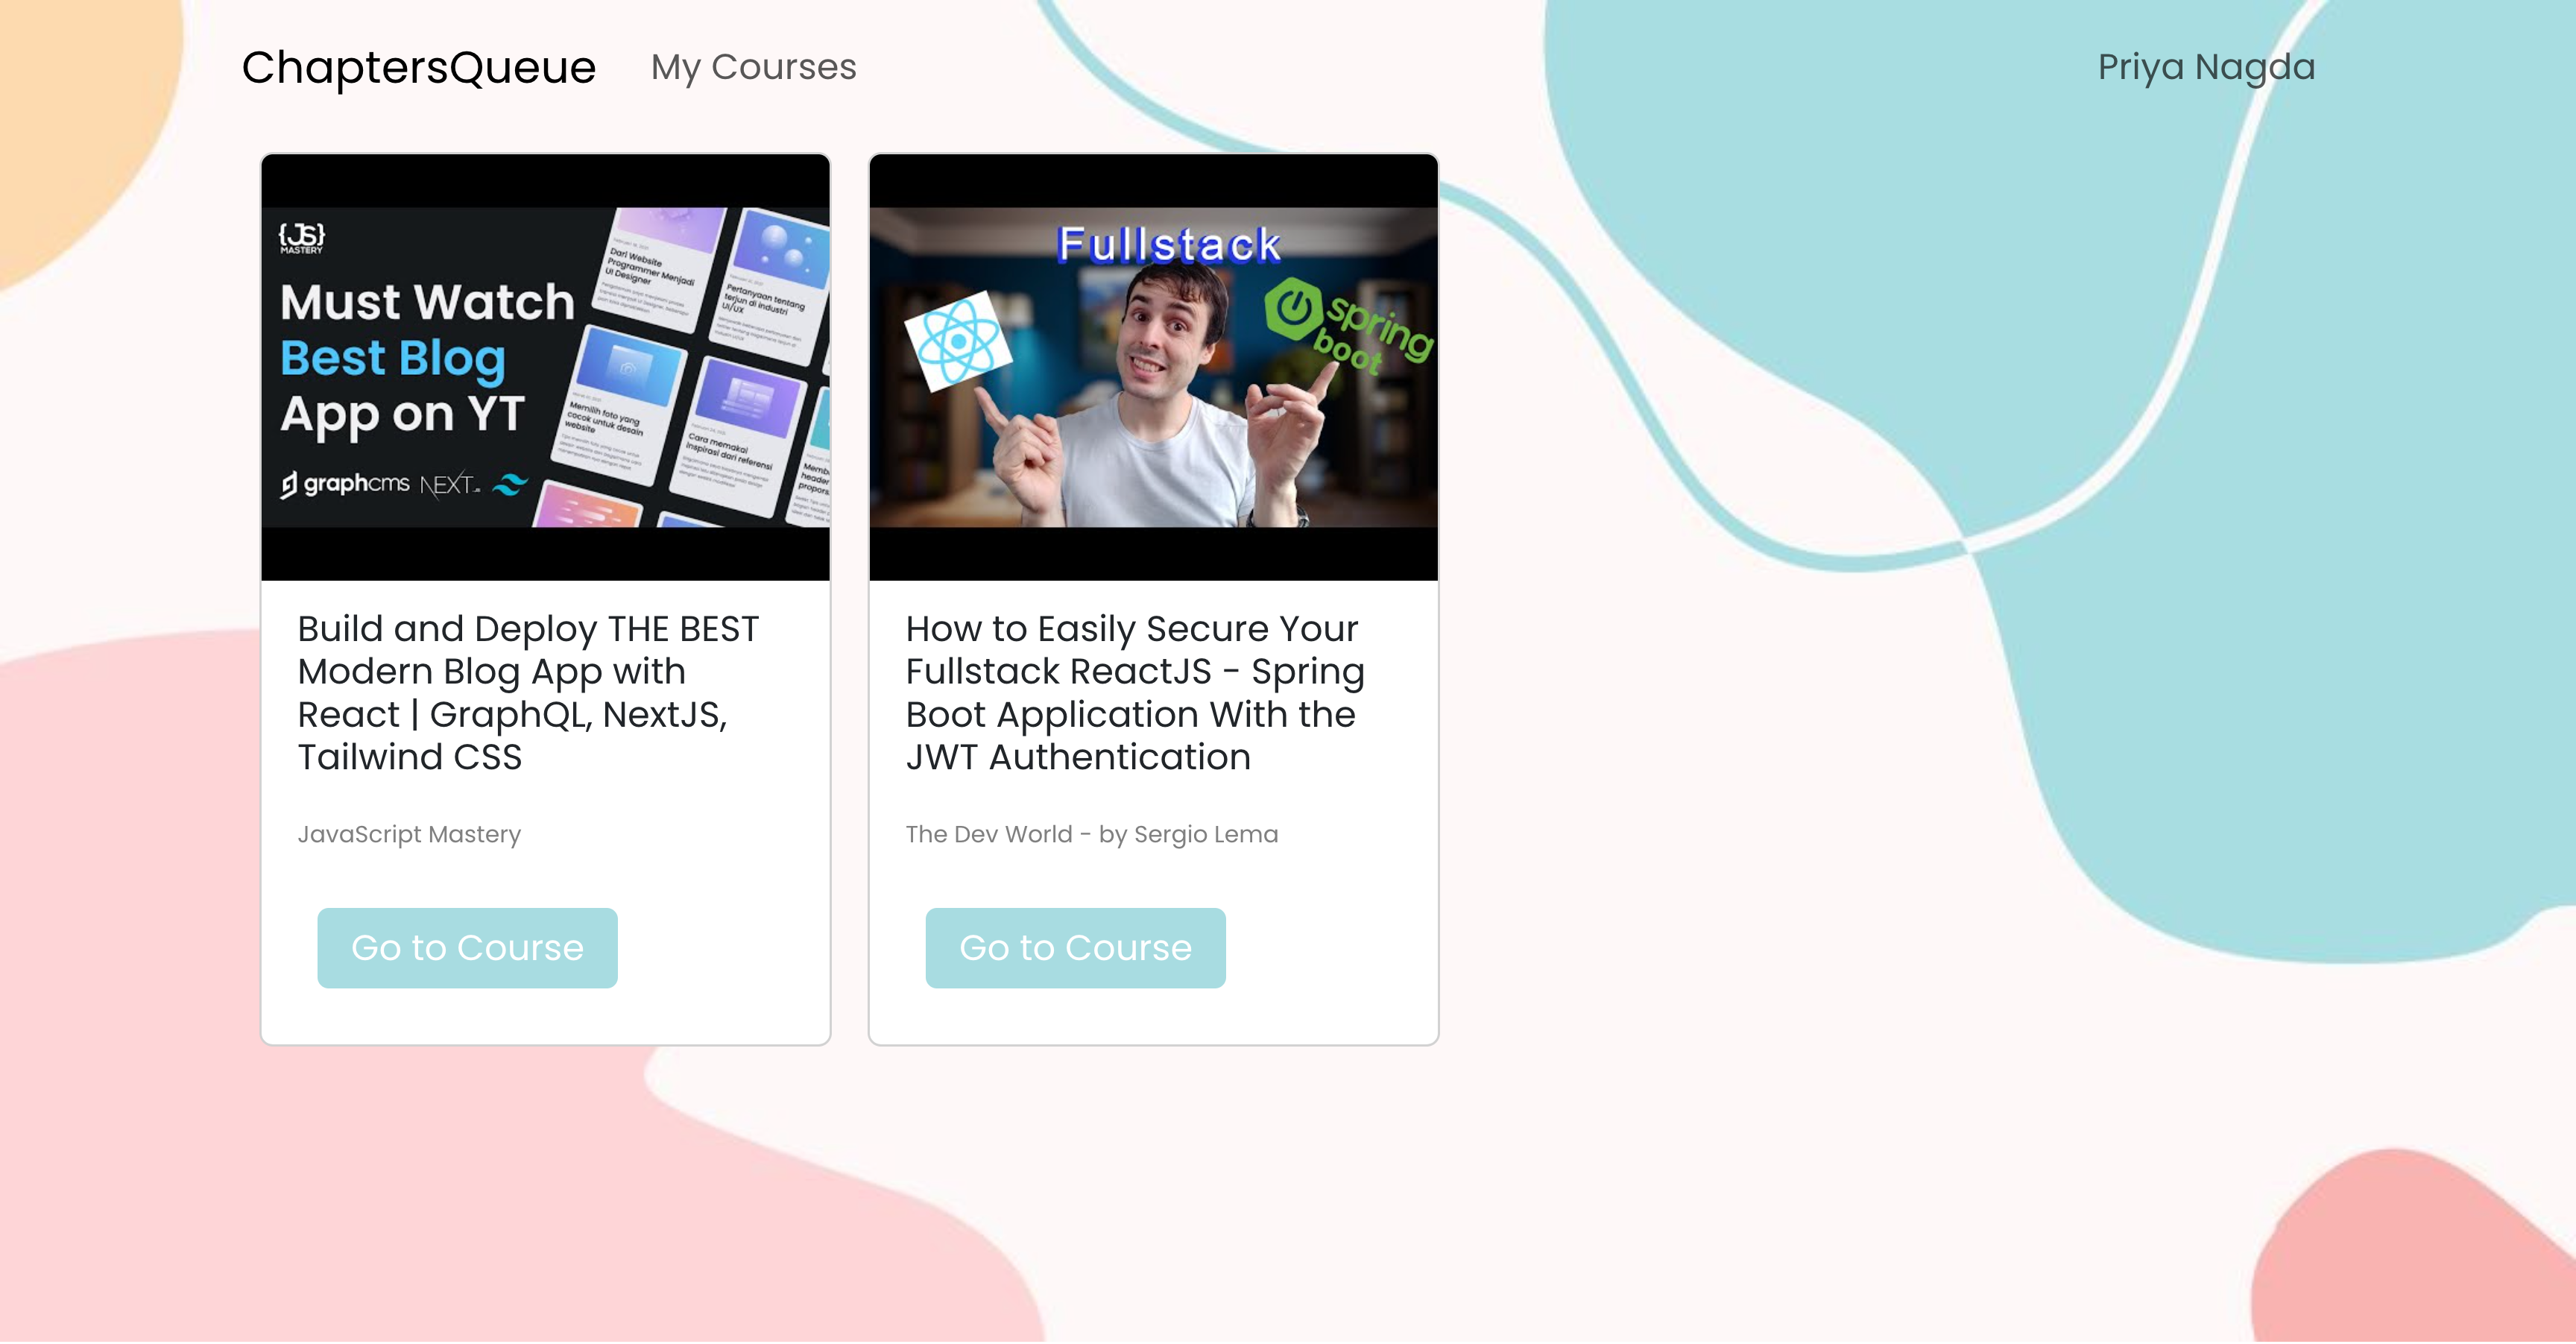 ChaptersQueue My Courses Priya Nagda
{JS}
MASTERY
Must Watch
Best Blog
App on YT
graphcms NEXT.JS
Dari Website
Programmer Menjadi
UI Designer
Pertanyaan tentang
terjun di industri
UI/UX
Memilih foto yang
cocok untuk desain
website
Cara memakai
inspirasi dari referensi
Fullstack
spring
boot
Build and Deploy THE BEST
Modern Blog App with
React | GraphQL, NextJS,
Tailwind CSS
JavaScript Mastery
Go to Course
How to Easily Secure Your
Fullstack ReactJS - Spring
Boot Application With the
JWT Authentication
The Dev World - by Sergio Lema
Go to Course